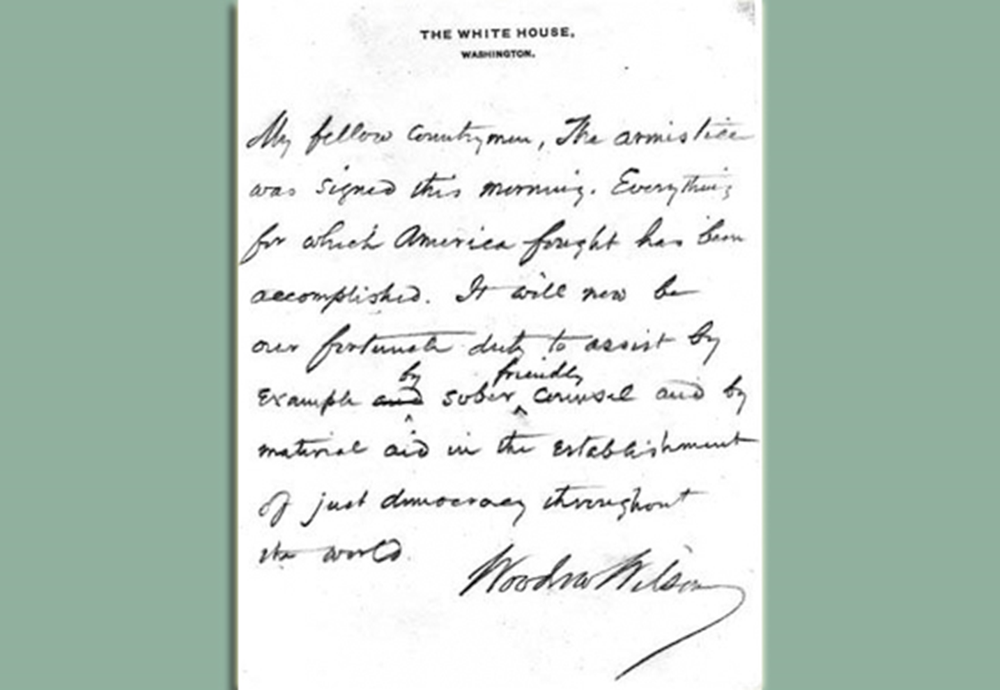 THE WHITE HOUSE,
WASHINGTON.
My fellow Countrymen, The armistice
was signed this morning. Everything
for which America fought has been
accomplished. It will now be
our fortunate duty to assist by
by friendly
example and sober, counsel and by
material aid in the establishment
of just democracy throughout
the world.
Woodrow Wilson